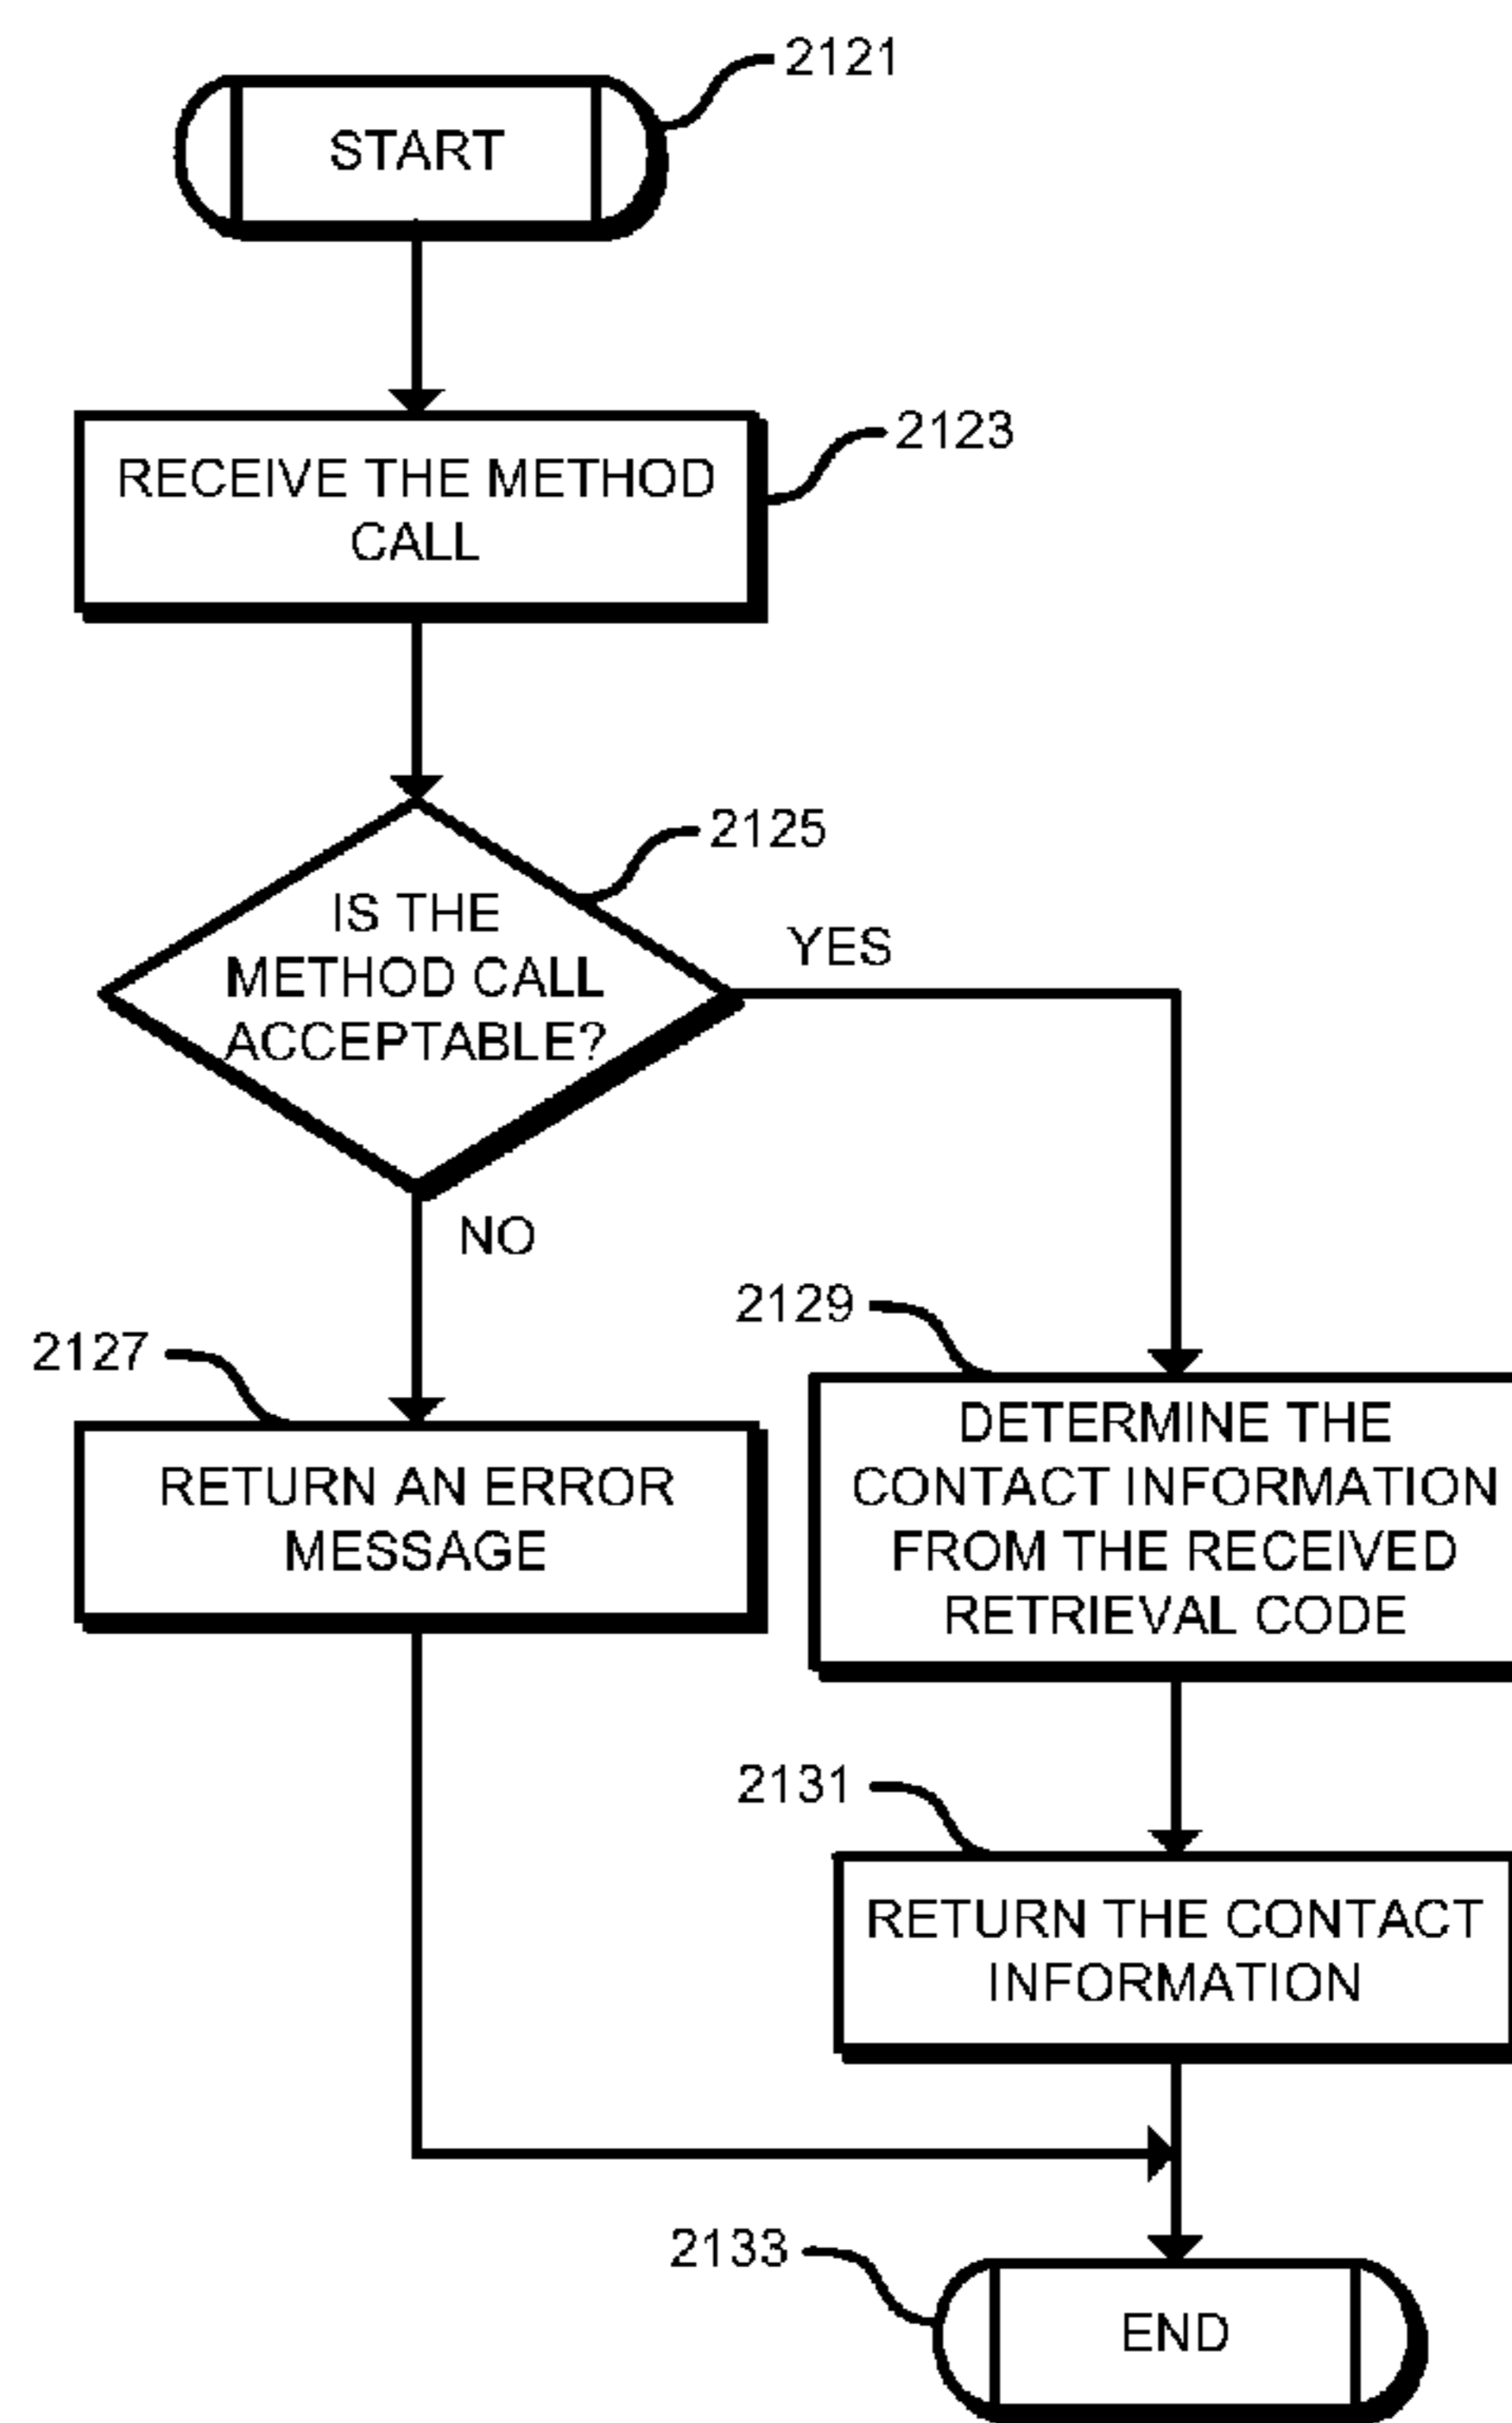 2121
START
2123
RECEIVE THE METHOD
CALL
2125
IS THE
METHOD CALL
ACCEPTABLE?
YES
NO
2129
2127
DETERMINE THE
CONTACT INFORMATION
FROM THE RECEIVED
RETRIEVAL CODE
RETURN AN ERROR
MESSAGE
2131
RETURN THE CONTACT
INFORMATION
2133
END